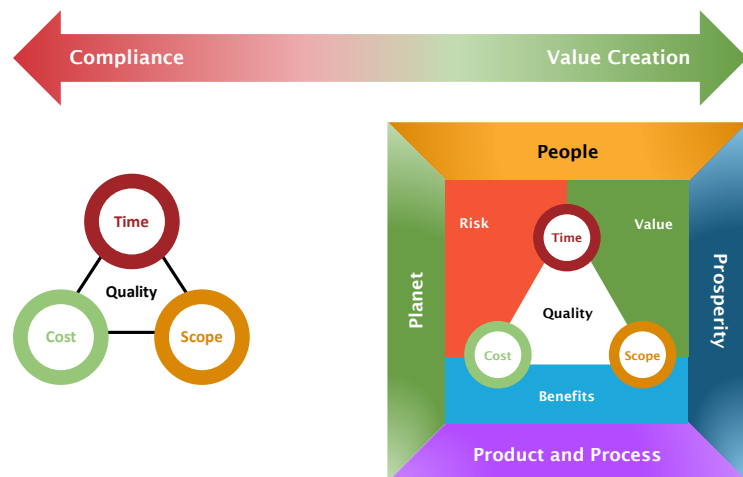 Compliance
Value Creation
Time
Quality
Cost
Scope
People
Risk
Value
Time
Planet
Prosperity
Quality
Cost
Scope
Benefits
Product and Process